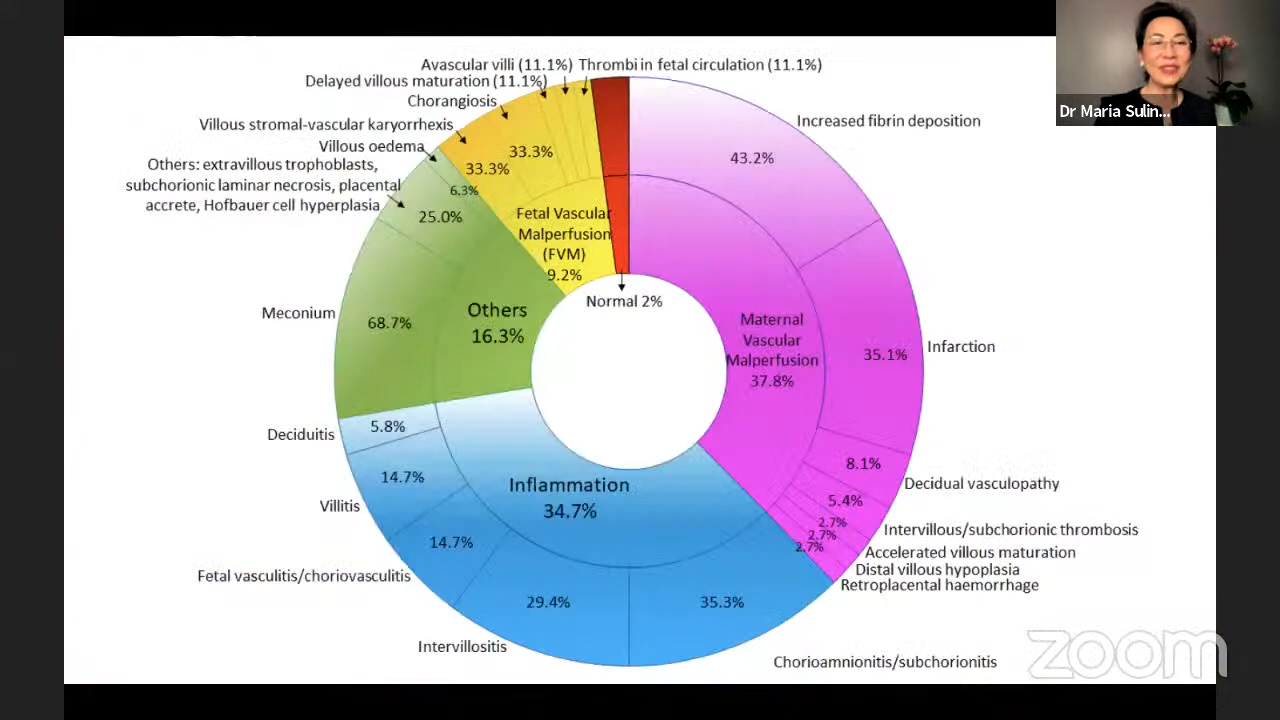 Avascular villi (11.1%)
Thrombi in fetal circulation (11.1%)
Delayed villous maturation (11.1%)
Chorangiosis
Villous stromal-vascular karyorrhexis
Villous oedema
Others: extravillous trophoblasts,
subchorionic laminar necrosis, placental
accrete, Hofbauer cell hyperplasia
Dr Maria Sulin...
Increased fibrin deposition
43.2%
33.3%
33.3%
6.3%
25.0%
Fetal Vascular
Malperfusion
(FVM)
9.2%
Normal 2%
Others
16.3%
Meconium
68.7%
Maternal
Vascular
Malperfusion
37.8%
35.1%
Infarction
Deciduitis
5.8%
8.1%
Decidual vasculopathy
Villitis
14.7%
Inflammation
34.7%
5.4%
Intervillous/subchorionic thrombosis
2.7%
Accelerated villous maturation
2.7%
Distal villous hypoplasia
2.7%
Retroplacental haemorrhage
Fetal vasculitis/choriovasculitis
14.7%
Intervillositis
29.4%
35.3%
Chorioamnionitis/subchorionitis
zoom